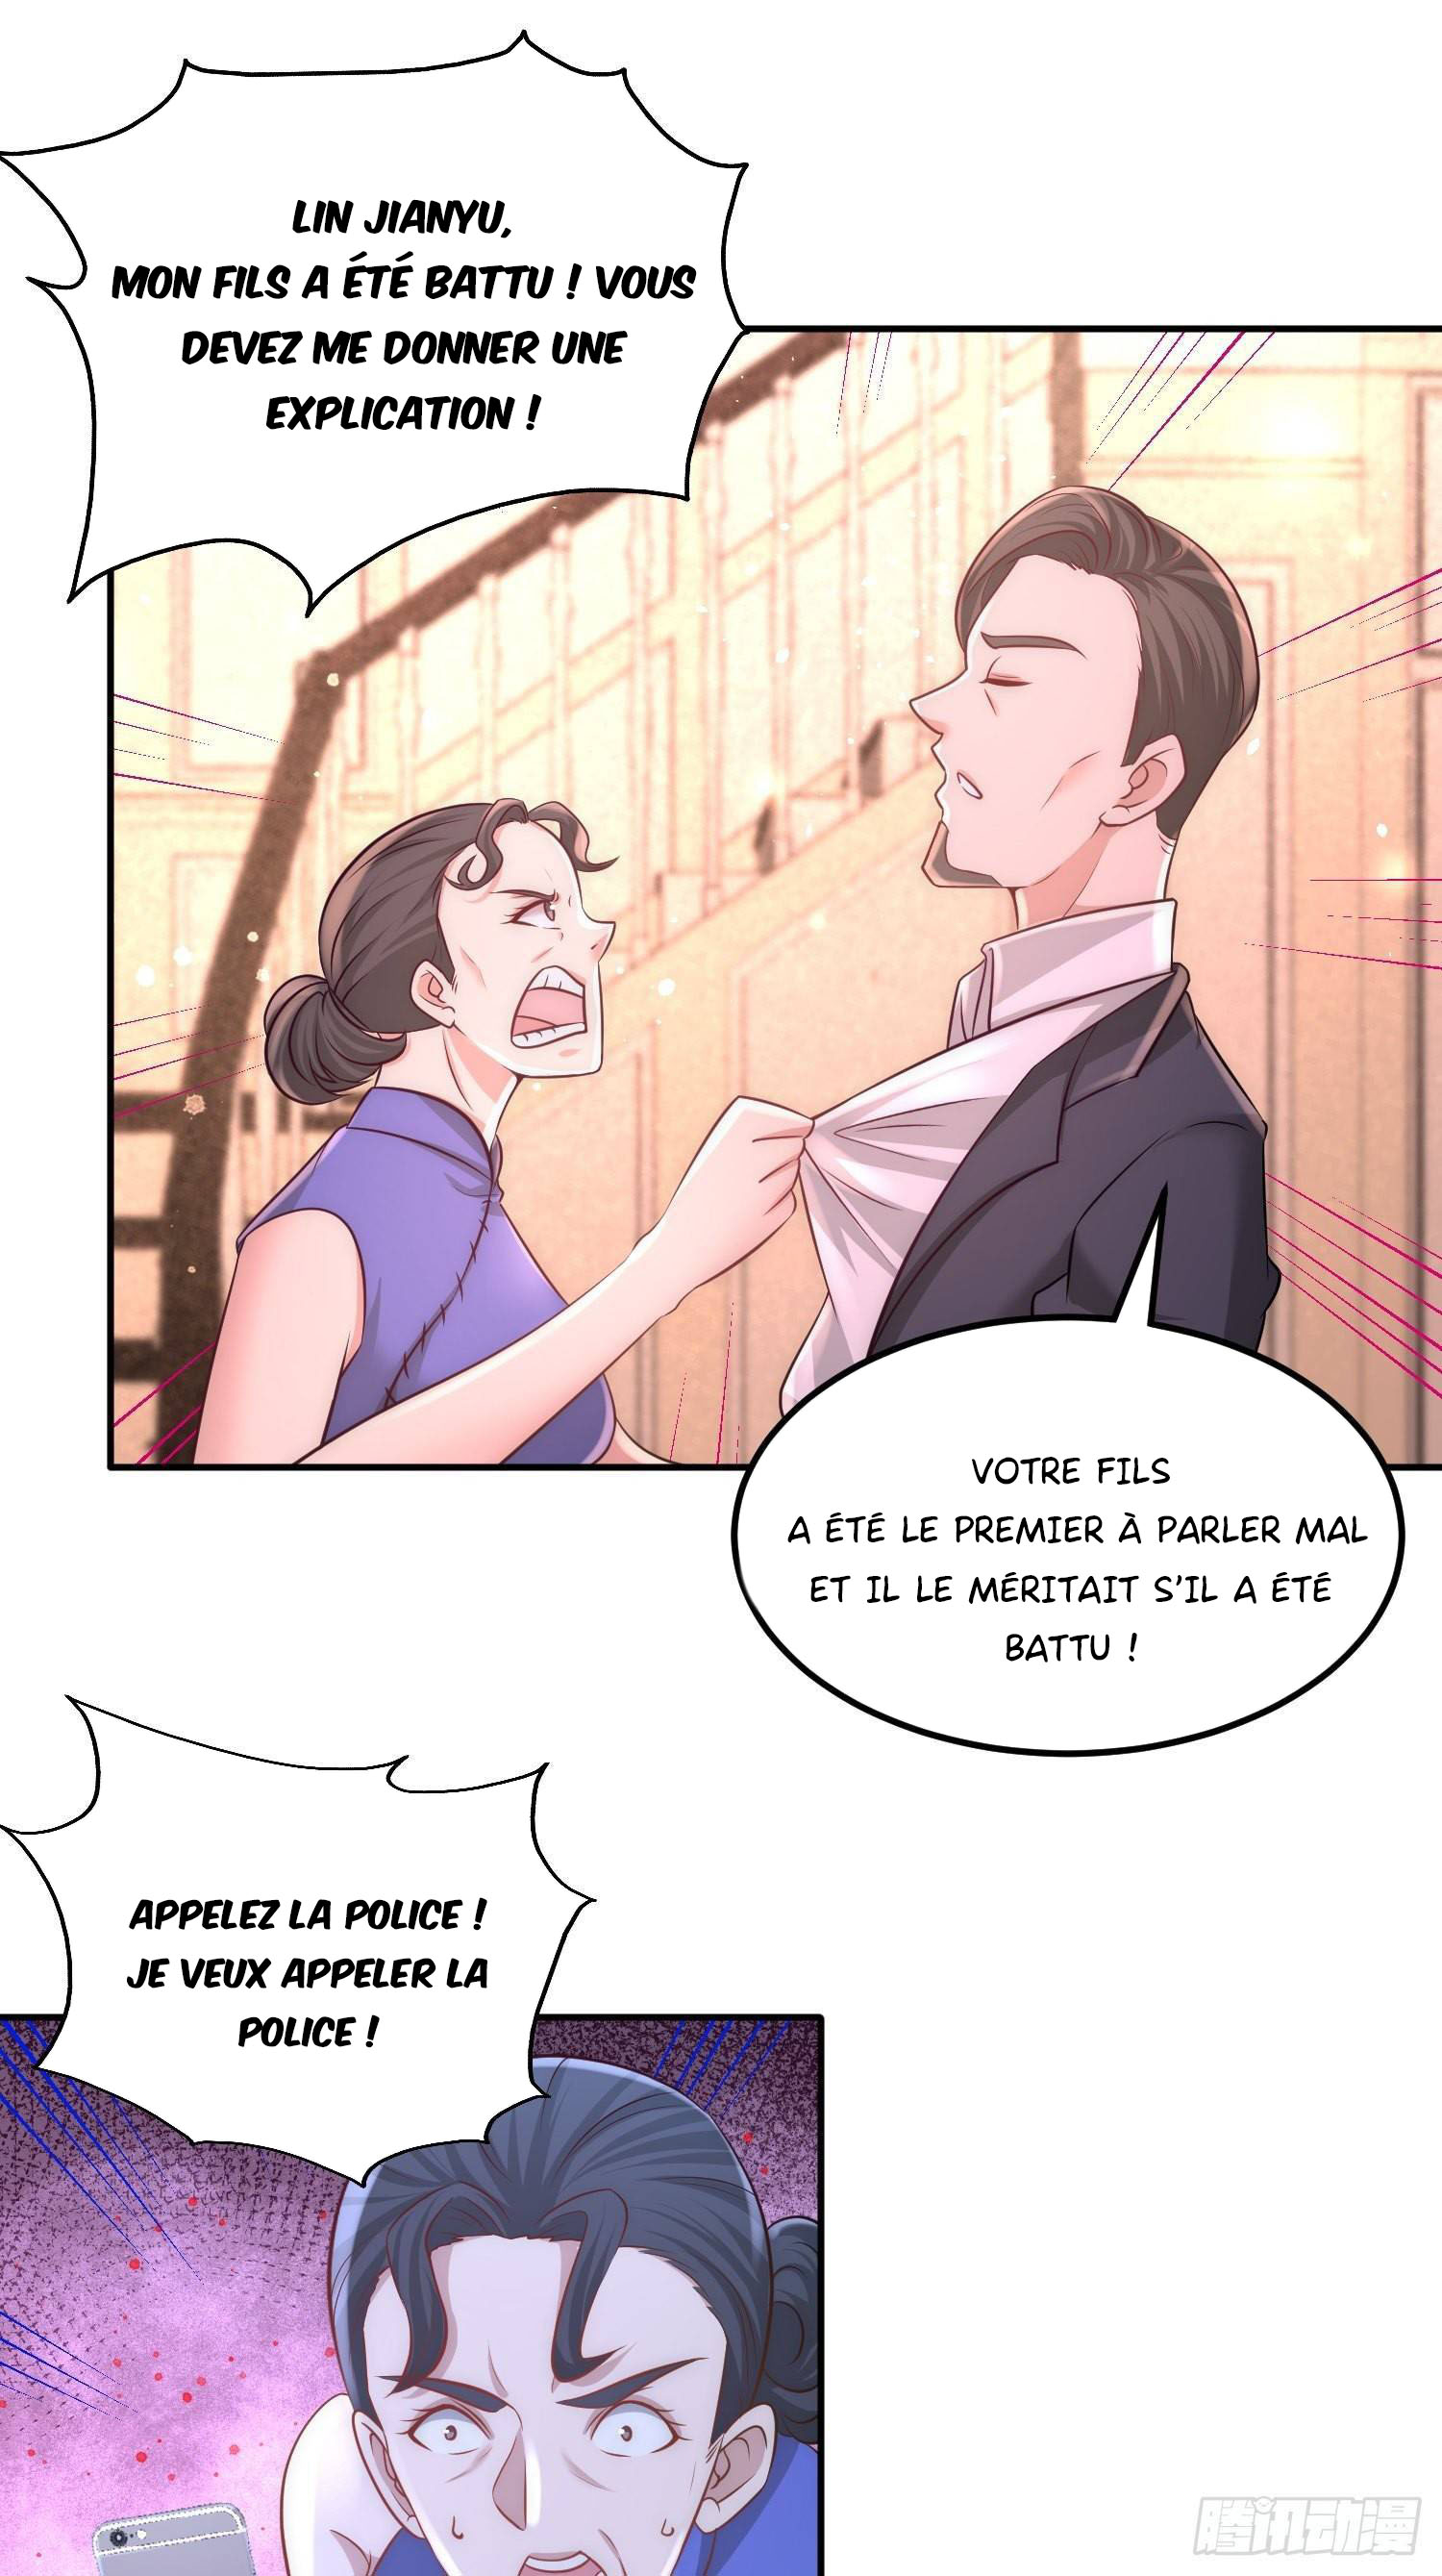 LIN JIANYU,
MON FILS A ÉTÉ BATTU ! VOUS
DEVEZ ME DONNER UNE
EXPLICATION !
VOTRE FILS
A ÉTÉ LE PREMIER À PARLER MAL
ET IL LE MÉRITAIT S'IL A ÉTÉ
BATTU !
APPELEZ LA POLICE !
JE VEUX APPELER LA
POLICE !
腾讯动漫